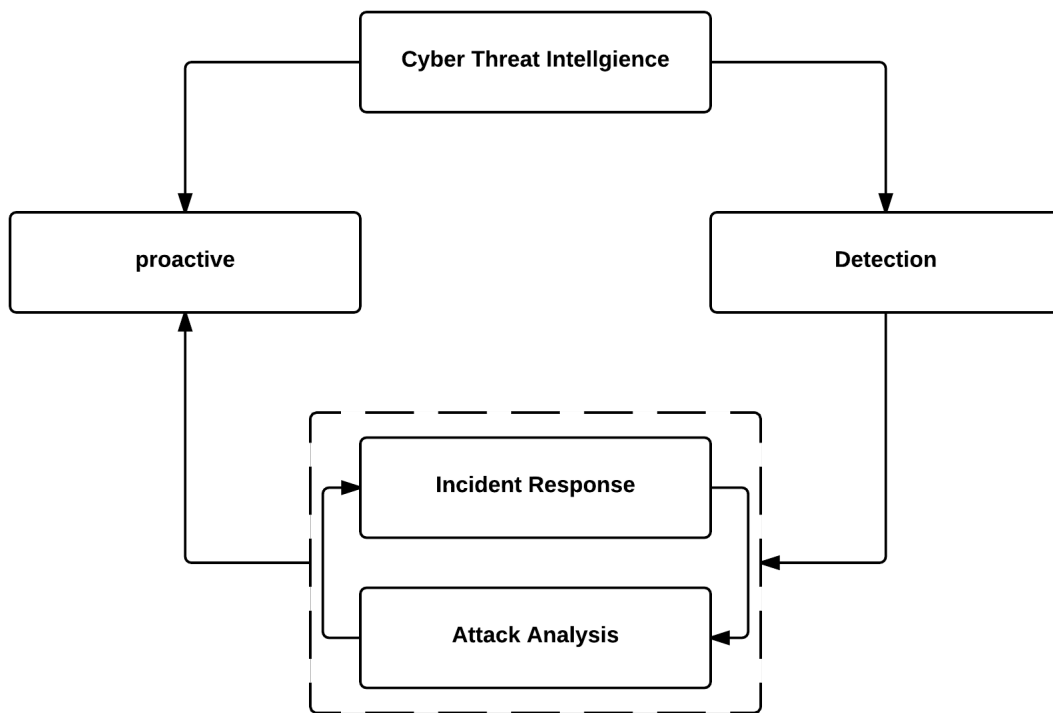 Cyber Threat Intellgience
proactive
Detection
Incident Response
Attack Analysis